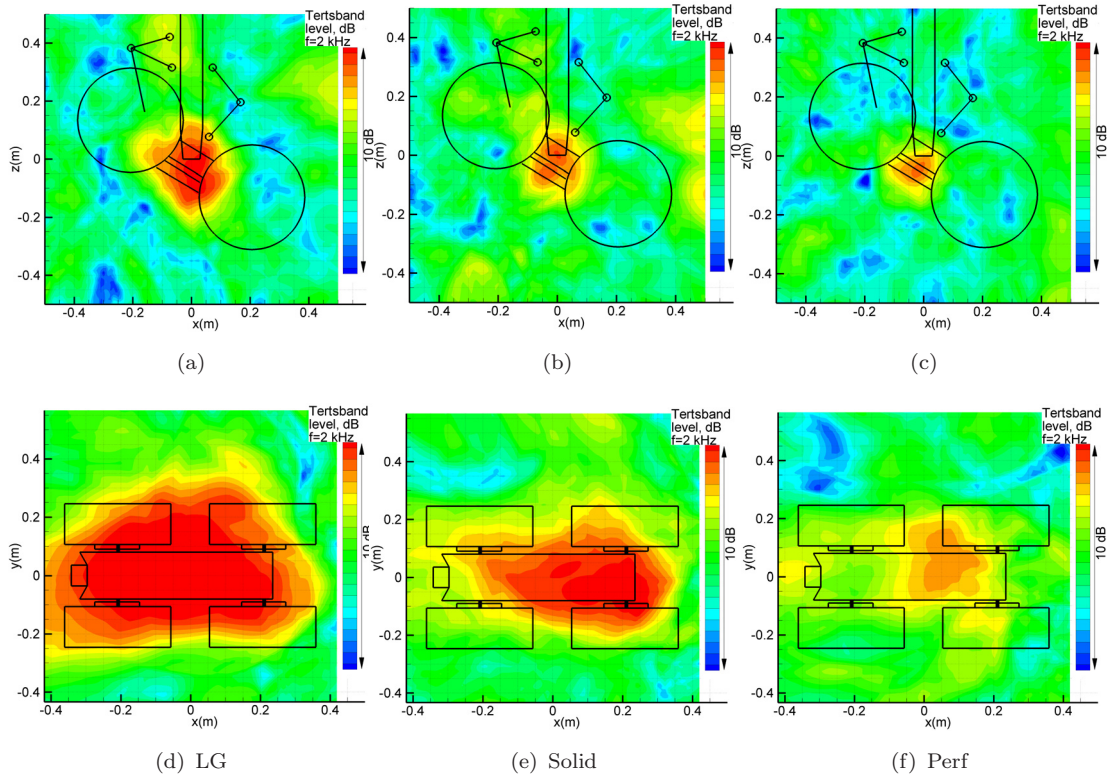 Tertsband
level, dB
f=2 kHz
0.4
0.2
0
-0.2
-0.4
z(m)
10 dB
-0.4 -0.2 0 0.2 0.4
x(m)
(a)
Tertsband
level, dB
f=2 kHz
0.4
0.2
0
-0.2
0.4
z(m)
10 dB
-0.4 -0.2 0 0.2 0.4
x(m)
(b)
Tertsband
level, dB
f=2 kHz
0.4
0.2
0
-0.2
0.4
z(m)
10 dB
-0.4 -0.2 0 0.2 0.4
x(m)
(c)
Tertsband
level, dB
f=2 kHz
0.4
0.2
0
-0.2
-0.4
y(m)
10 dB
-0.4 -0.2 0 0.2 0.4
x(m)
(d) LG
Tertsband
level, dB
f=2 kHz
0.4
0.2
0
-0.2
-0.4
y(m)
10 dB
-0.4 -0.2 0 0.2 0.4
x(m)
(e) Solid
Tertsband
level, dB
f=2 kHz
0.4
0.2
0
-0.2
-0.4
y(m)
10 dB
-0.4 -0.2 0 0.2 0.4
x(m)
(f) Perf